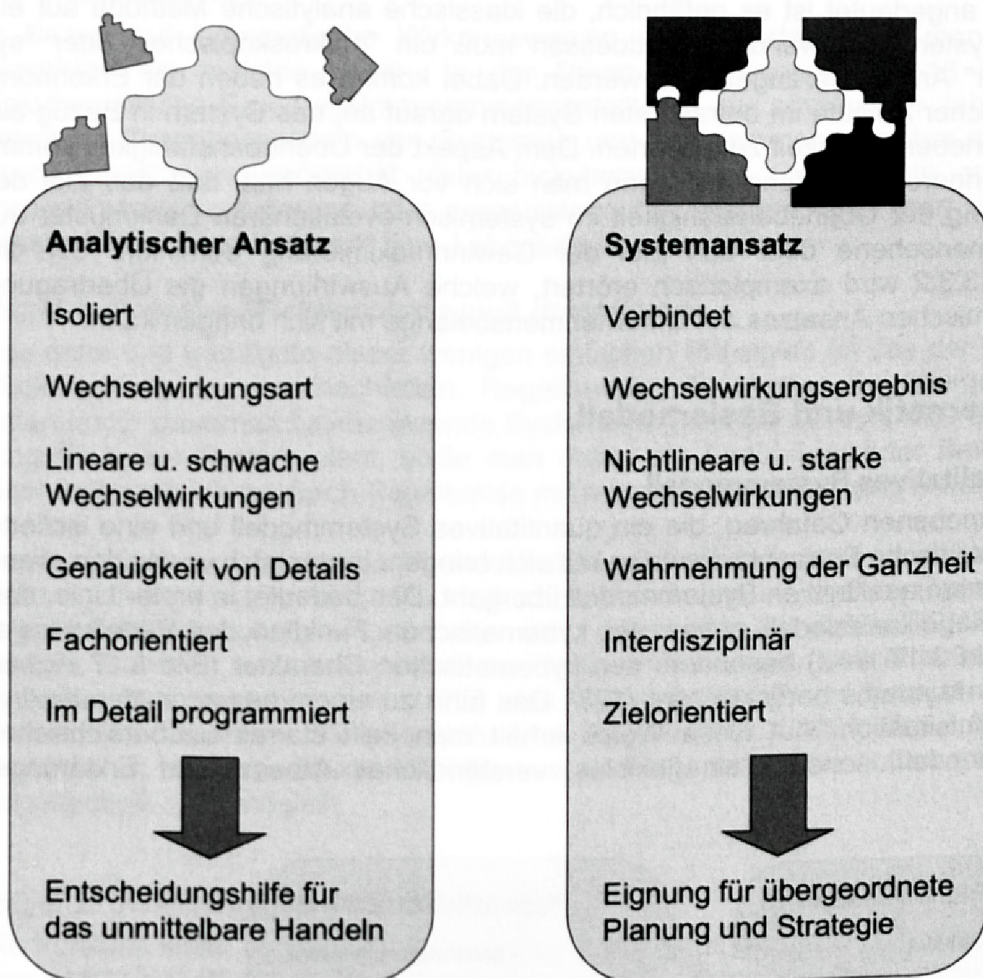 Analytischer Ansatz
Isoliert
Wechselwirkungsart
Lineare u. schwache
Wechselwirkungen
Genauigkeit von Details
Fachorientiert
Im Detail programmiert
Entscheidungshilfe für
das unmittelbare Handeln
Systemansatz
Verbindet
Wechselwirkungsergebnis
Nichtlineare u. starke
Wechselwirkungen
Wahrnehmung der Ganzheit
Interdisziplinär
Zielorientiert
Eignung für übergeordnete
Planung und Strategie